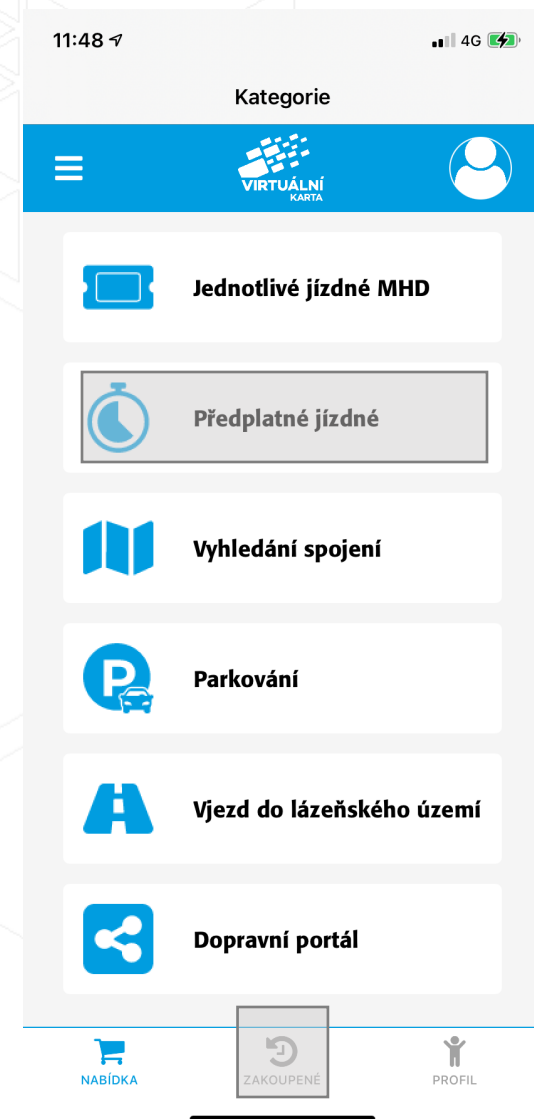 11:48
4G
Kategorie
VIRTUÁLNÍ
KARTA
Jednotlivé jízdné MHD
Předplatné jízdné
Vyhledání spojení
P
Parkování
Vjezd do lázeňského území
Dopravní portál
NABÍDKA
ZAKOUPENÉ
PROFIL